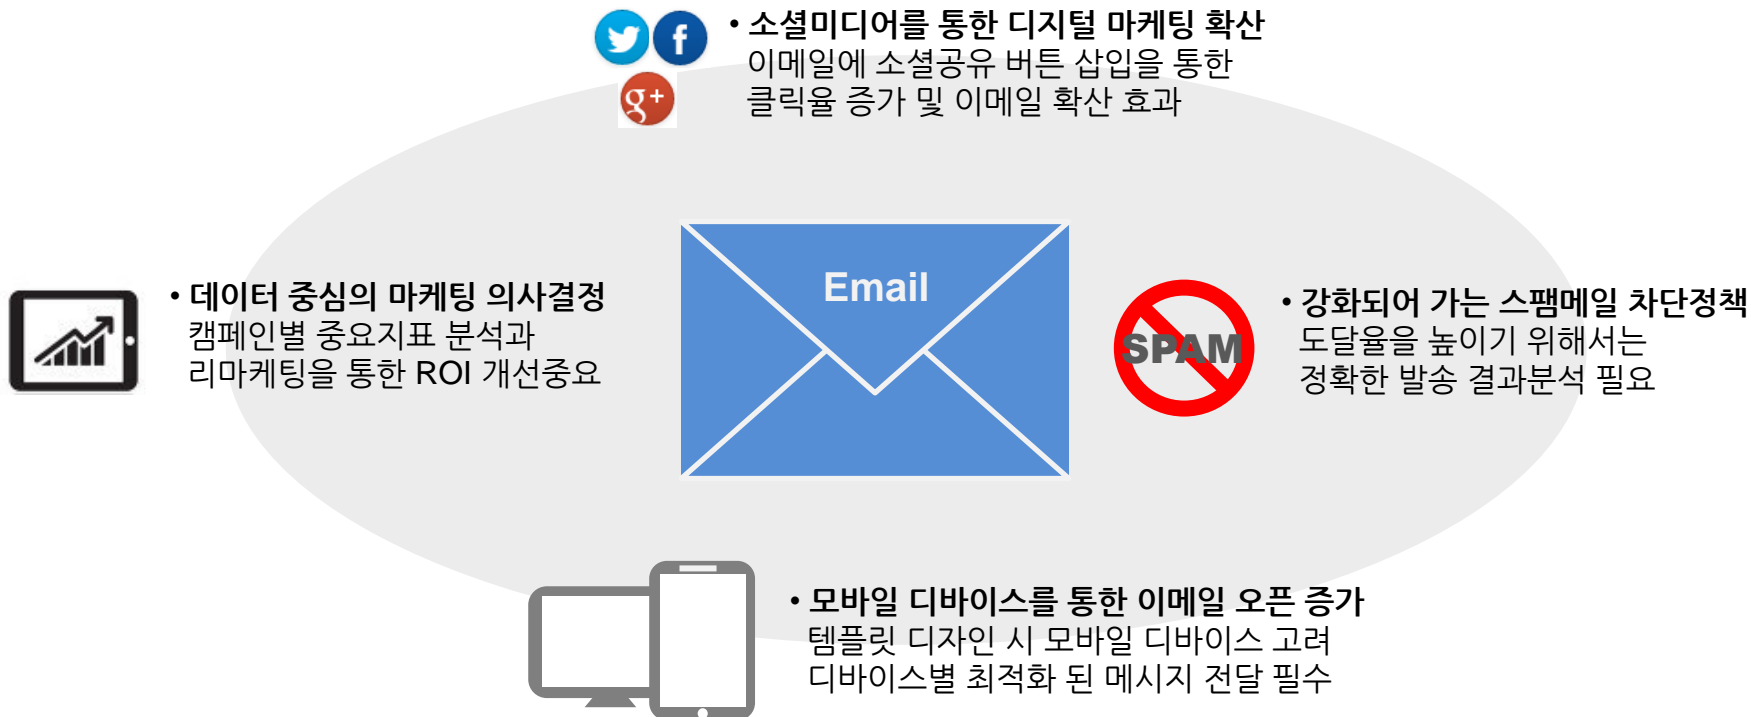 g+
• 소셜미디어를 통한 디지털 마케팅 확산
이메일에 소셜공유 버튼 삽입을 통한
클릭율 증가 및 이메일 확산 효과
Email
• 데이터 중심의 마케팅 의사결정
캠페인별 중요지표 분석과
리마케팅을 통한 ROI 개선중요
SPAM
• 강화되어 가는 스팸메일 차단정책
도달율을 높이기 위해서는
정확한 발송 결과분석 필요
• 모바일 디바이스를 통한 이메일 오픈 증가
템플릿 디자인 시 모바일 디바이스 고려
디바이스별 최적화 된 메시지 전달 필수